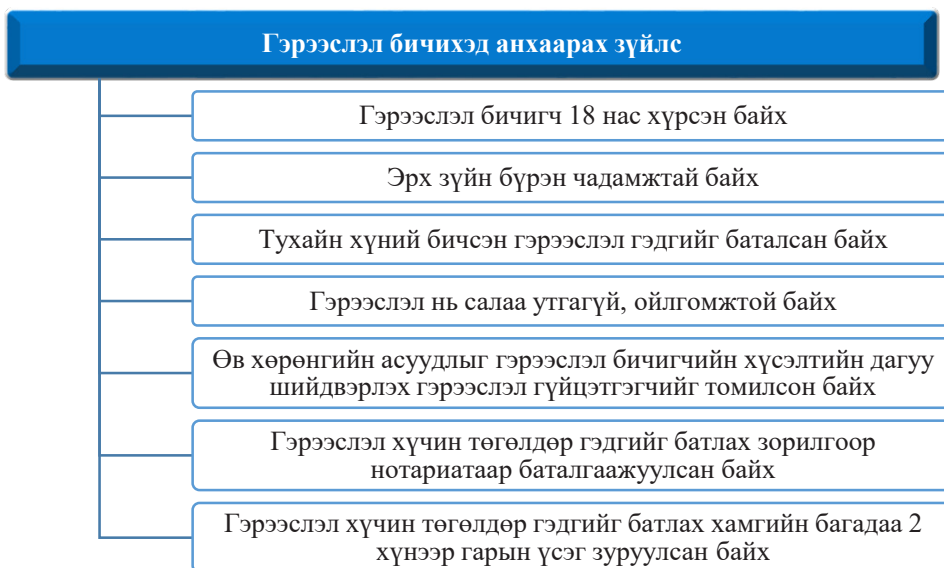 Гэрээслэл бичихэд анхаарах зүйлс
Гэрээслэл бичигч 18 нас хүрсэн байх
Эрх зүйн бүрэн чадамжтай байх
Тухайн хүний бичсэн гэрээслэл гэдгийг баталсан байх
Гэрээслэл нь салаа утгагүй, ойлгомжтой байх
Өв хөрөнгийн асуудлыг гэрээслэл бичигчийн хүсэлтийн дагуу
шийдвэрлэх гэрээслэл гүйцэтгэгчийг томилсон байх
Гэрээслэл хүчин төгөлдөр гэдгийг батлах зорилгоор
нотариатаар баталгаажуулсан байх
Гэрээслэл хүчин төгөлдөр гэдгийг батлах хамгийн багадаа 2
хүнээр гарын үсэг зуруулсан байх